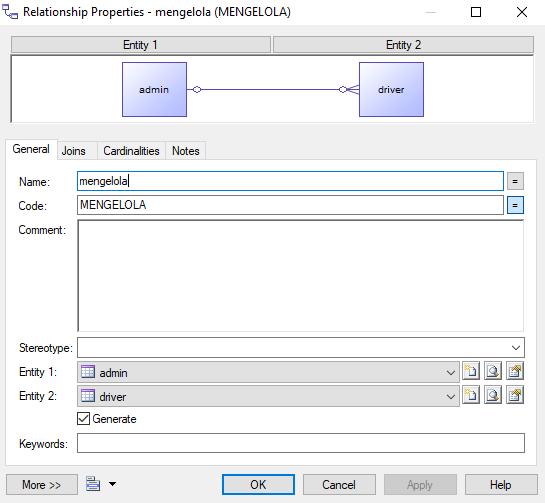 Relationship Properties - mengelola (MENGELOLA)
Entity 1 Entity 2
admin driver
General Joins Cardinalities Notes
Name: mengelola =
Code: MENGELOLA =
Comment:
Stereotype:
Entity 1: admin
Entity 2: driver
Generate
Keywords:
More >> OK Cancel Apply Help